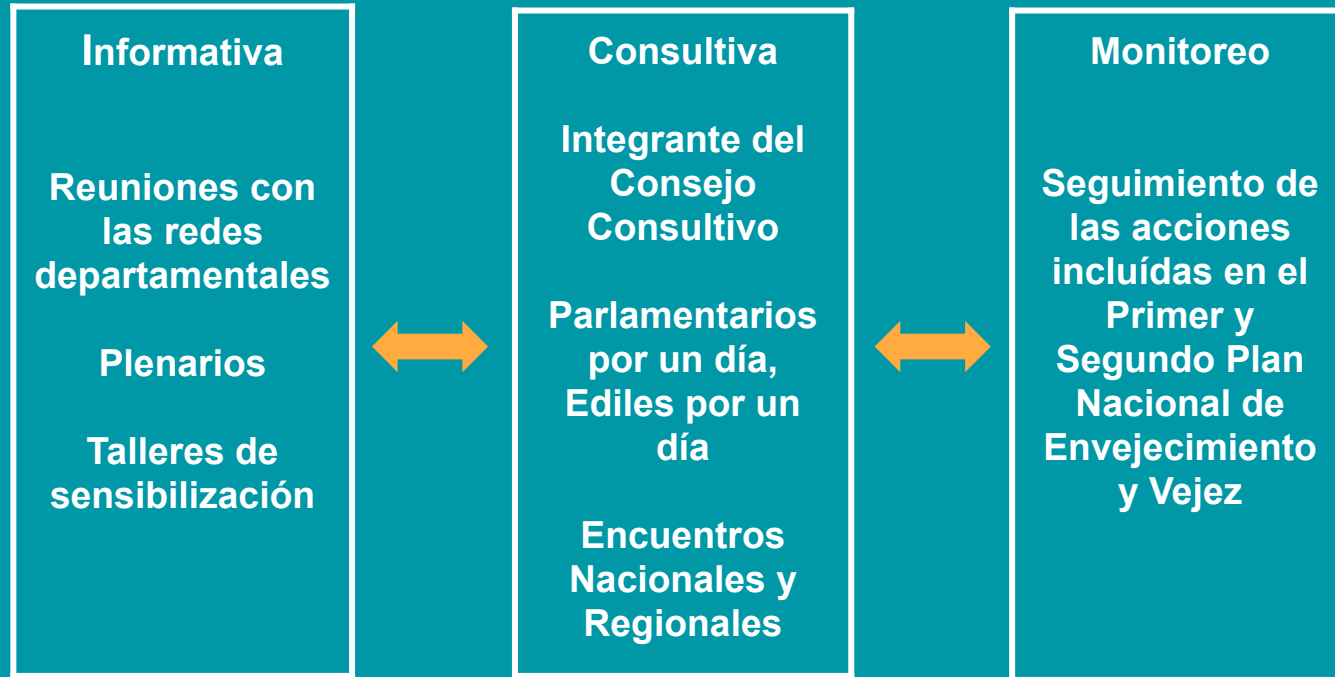 Informativa
Reuniones con
las redes
departamentales
Plenarios
Talleres de
sensibilización
Consultiva
Integrante del
Consejo
Consultivo
Parlamentarios
por un día,
Ediles por un
día
Encuentros
Nacionales y
Regionales
Monitoreo
Seguimiento de
las acciones
incluídas en el
Primer y
Segundo Plan
Nacional de
Envejecimiento
y Vejez